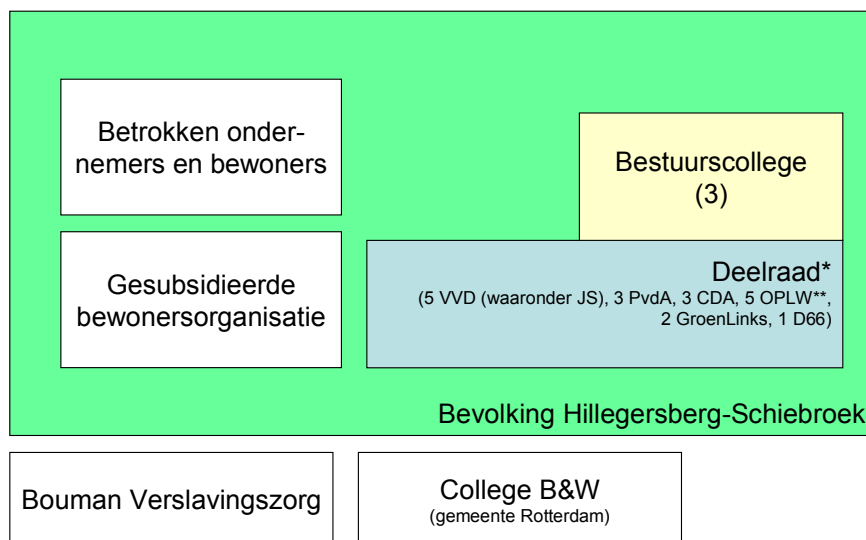 Betrokken onder-
nemers en bewoners
Bestuurscollege
(3)
Gesubsidieerde
bewonersorganisatie
Deelraad*
(5 VVD (waaronder JS), 3 PvdA, 3 CDA, 5 OPLW**,
2 GroenLinks, 1 D66)
Bevolking Hillegersberg-Schiebroek
Bouman Verslavingszorg
College B&W
(gemeente Rotterdam)